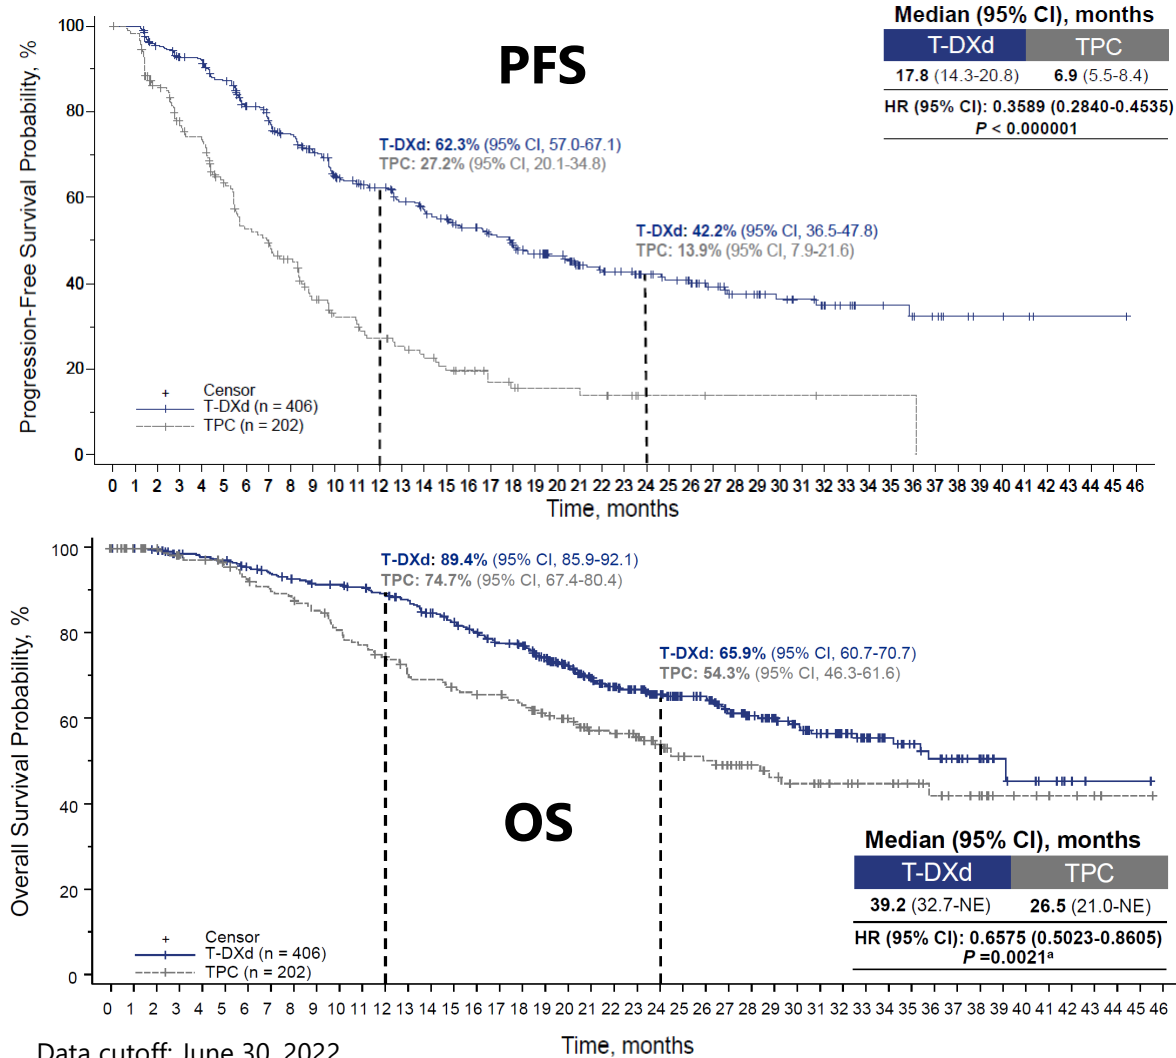 Median (95% CI), months
T-DXd TPC
17.8 (14.3-20.8) 6.9 (5.5-8.4)
HR (95% CI): 0.3589 (0.2840-0.4535)
P < 0.000001
PFS
Progression-Free Survival Probability, %
100
80
60
40
20
0
T-DXd: 62.3% (95% CI, 57.0-67.1)
TPC: 27.2% (95% CI, 20.1-34.8)
T-DXd: 42.2% (95% CI, 36.5-47.8)
TPC: 13.9% (95% CI, 7.9-21.6)
Censor
T-DXd (n = 406)
TPC (n = 202)
0 1 2 3 4 5 6 7 8 9 10 11 12 13 14 15 16 17 18 19 20 21 22 23 24 25 26 27 28 29 30 31 32 33 34 35 36 37 38 39 40 41 42 43 44 45 46
Time, months
Overall Survival Probability, %
100
80
60
40
20
0
T-DXd: 89.4% (95% CI, 85.9-92.1)
TPC: 74.7% (95% CI, 67.4-80.4)
T-DXd: 65.9% (95% CI, 60.7-70.7)
TPC: 54.3% (95% CI, 46.3-61.6)
OS
Median (95% CI), months
T-DXd TPC
39.2 (32.7-NE) 26.5 (21.0-NE)
HR (95% CI): 0.6575 (0.5023-0.8605)
P =0.0021ᵃ
Censor
T-DXd (n = 406)
TPC (n = 202)
0 1 2 3 4 5 6 7 8 9 10 11 12 13 14 15 16 17 18 19 20 21 22 23 24 25 26 27 28 29 30 31 32 33 34 35 36 37 38 39 40 41 42 43 44 45 46
Time, months
Data cutoff: June 30, 2022